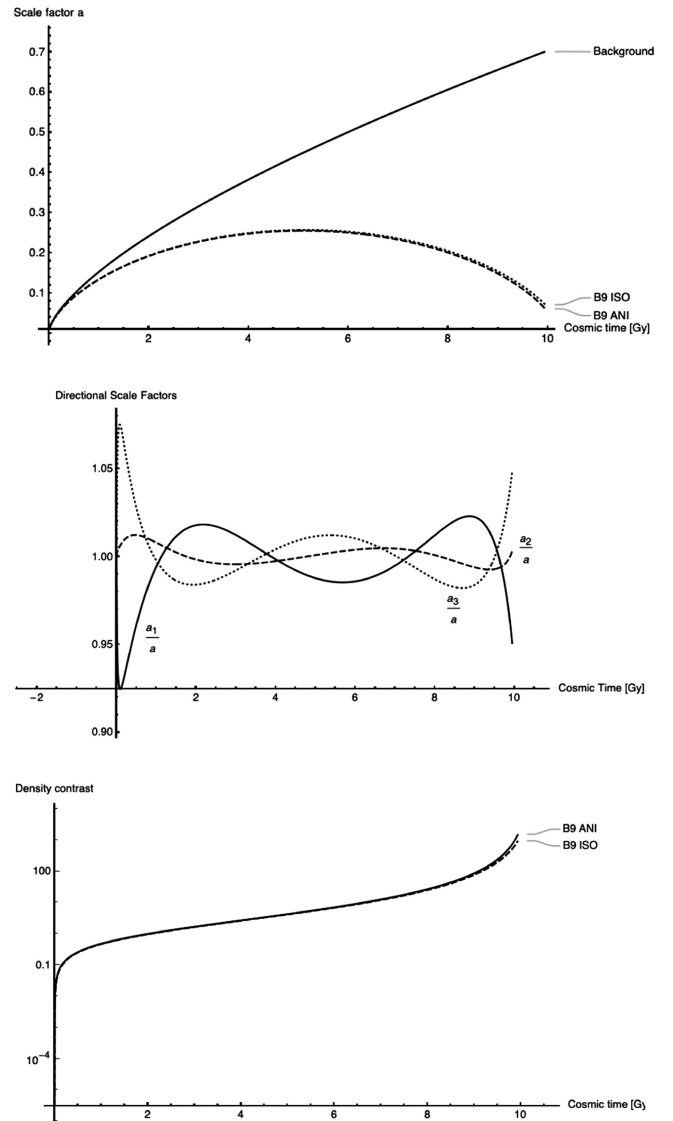 Scale factor a
0.7
Background
0.6
0.5
0.4
0.3
0.2
0.1
B9 ISO
B9 ANI
Cosmic time [Gy]
2 4 6 8 10
Directional Scale Factors
1.05
1.00
a2
a
a3
a
a1
a
0.95
Cosmic Time [Gy]
−2 2 4 6 8 10
0.90
Density contrast
B9 ANI
B9 ISO
100
0.1
10−4
Cosmic time [Gy
2 4 6 8 10